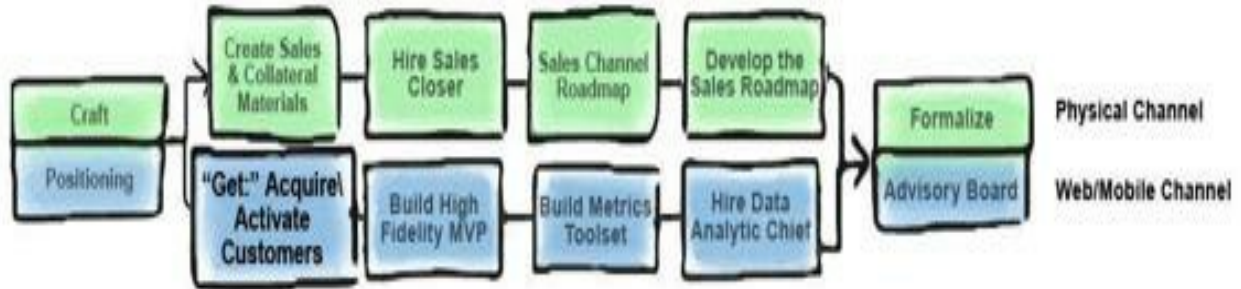 Craft
Positioning
Create Sales
& Collateral
Materials
Hire Sales
Closer
Sales Channel
Roadmap
Develop the
Sales Roadmap
"Get:" Acquire\
Activate
Customers
Build High
Fidelity MVP
Build Metrics
Toolset
Hire Data
Analytic Chief
Formalize
Advisory Board
Physical Channel
Web/Mobile Channel